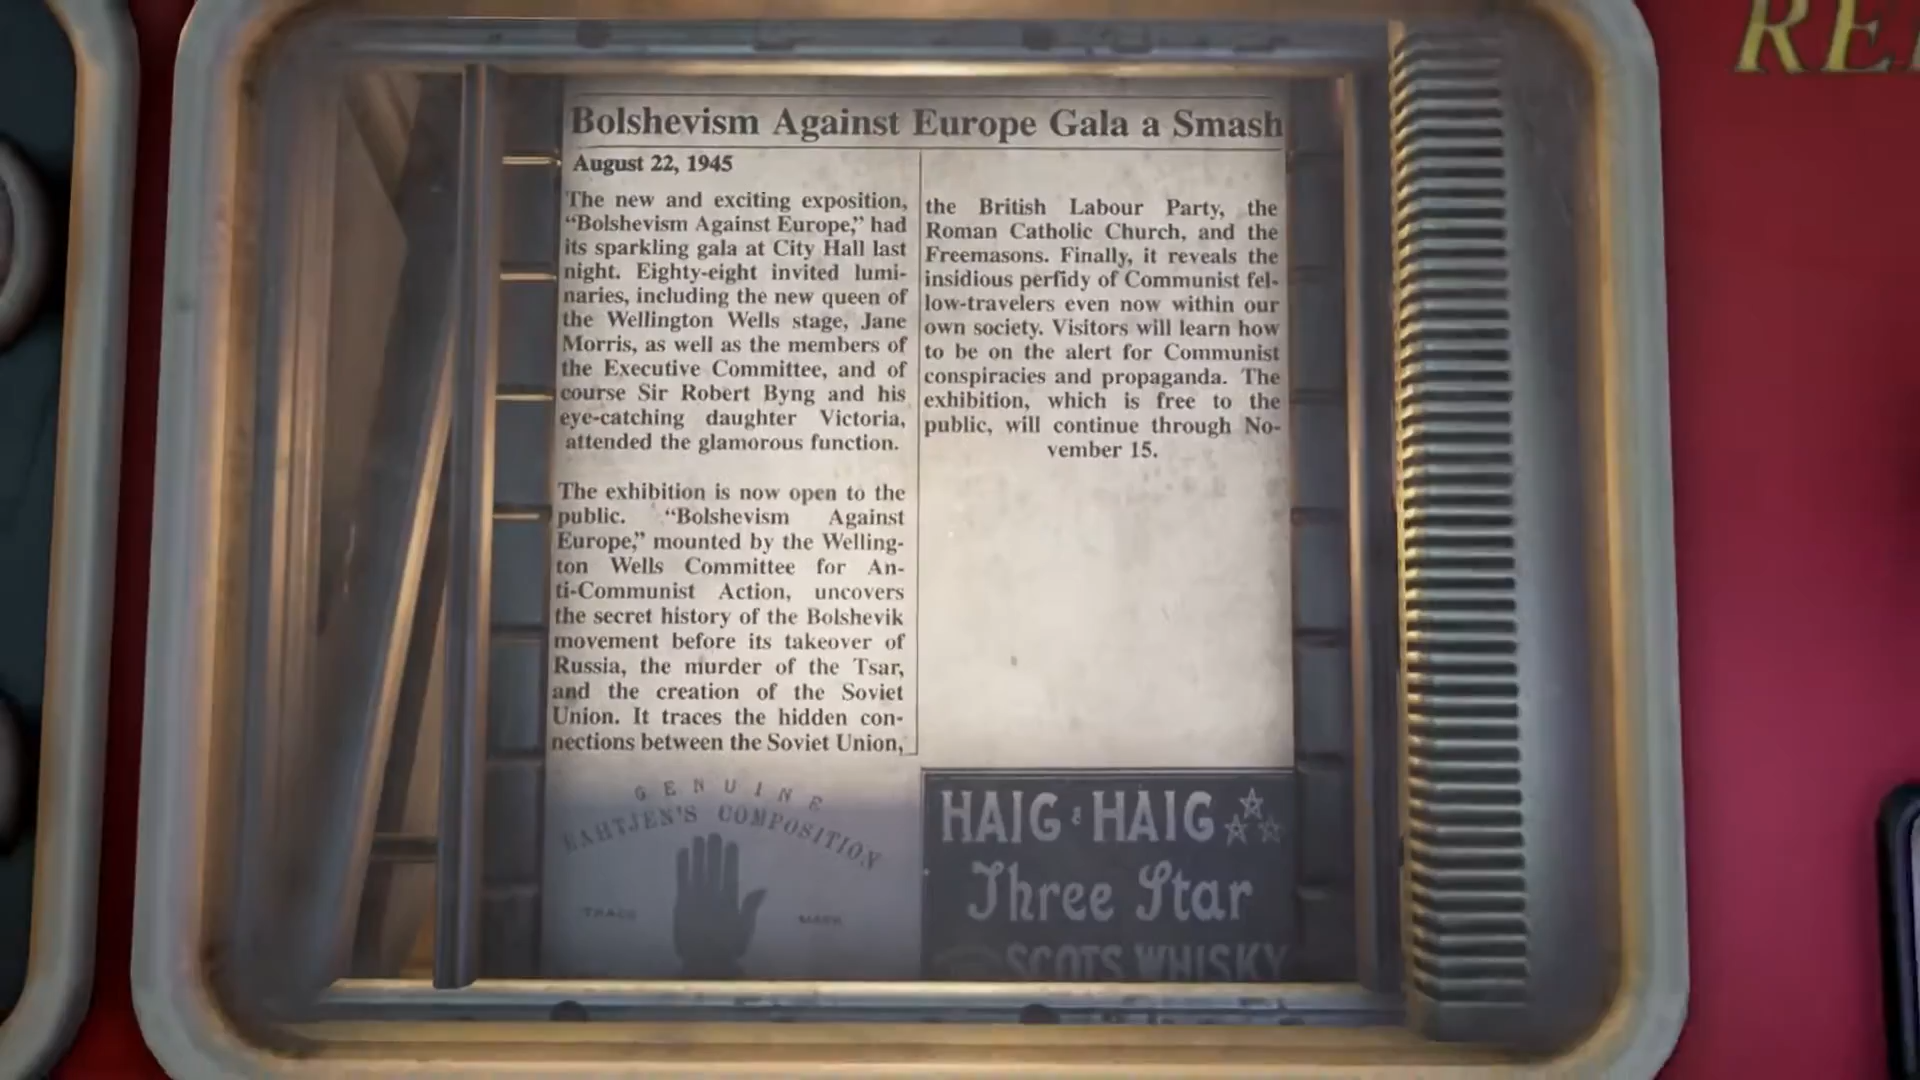 RE
Bolshevism Against Europe Gala a Smash
August 22, 1945
The new and exciting exposition,
“Bolshevism Against Europe,” had
its sparkling gala at City Hall last
night. Eighty-eight invited lumi-
naries, including the new queen of
the Wellington Wells stage, Jane
Morris, as well as the members of
the Executive Committee, and of
course Sir Robert Byng and his
eye-catching daughter Victoria,
attended the glamorous function.
The exhibition is now open to the
public. “Bolshevism Against
Europe,” mounted by the Welling-
ton Wells Committee for An-
ti-Communist Action, uncovers
the secret history of the Bolshevik
movement before its takeover of
Russia, the murder of the Tsar,
and the creation of the Soviet
Union. It traces the hidden con-
nections between the Soviet Union,
the British Labour Party, the
Roman Catholic Church, and the
Freemasons. Finally, it reveals the
insidious perfidy of Communist fel-
low-travelers even now within our
own society. Visitors will learn how
to be on the alert for Communist
conspiracies and propaganda. The
exhibition, which is free to the
public, will continue through No-
vember 15.
GENUINE
COMPOSITION
TRADE MARK
HAIG & HAIG
Three Star
SCOTS WHISKY